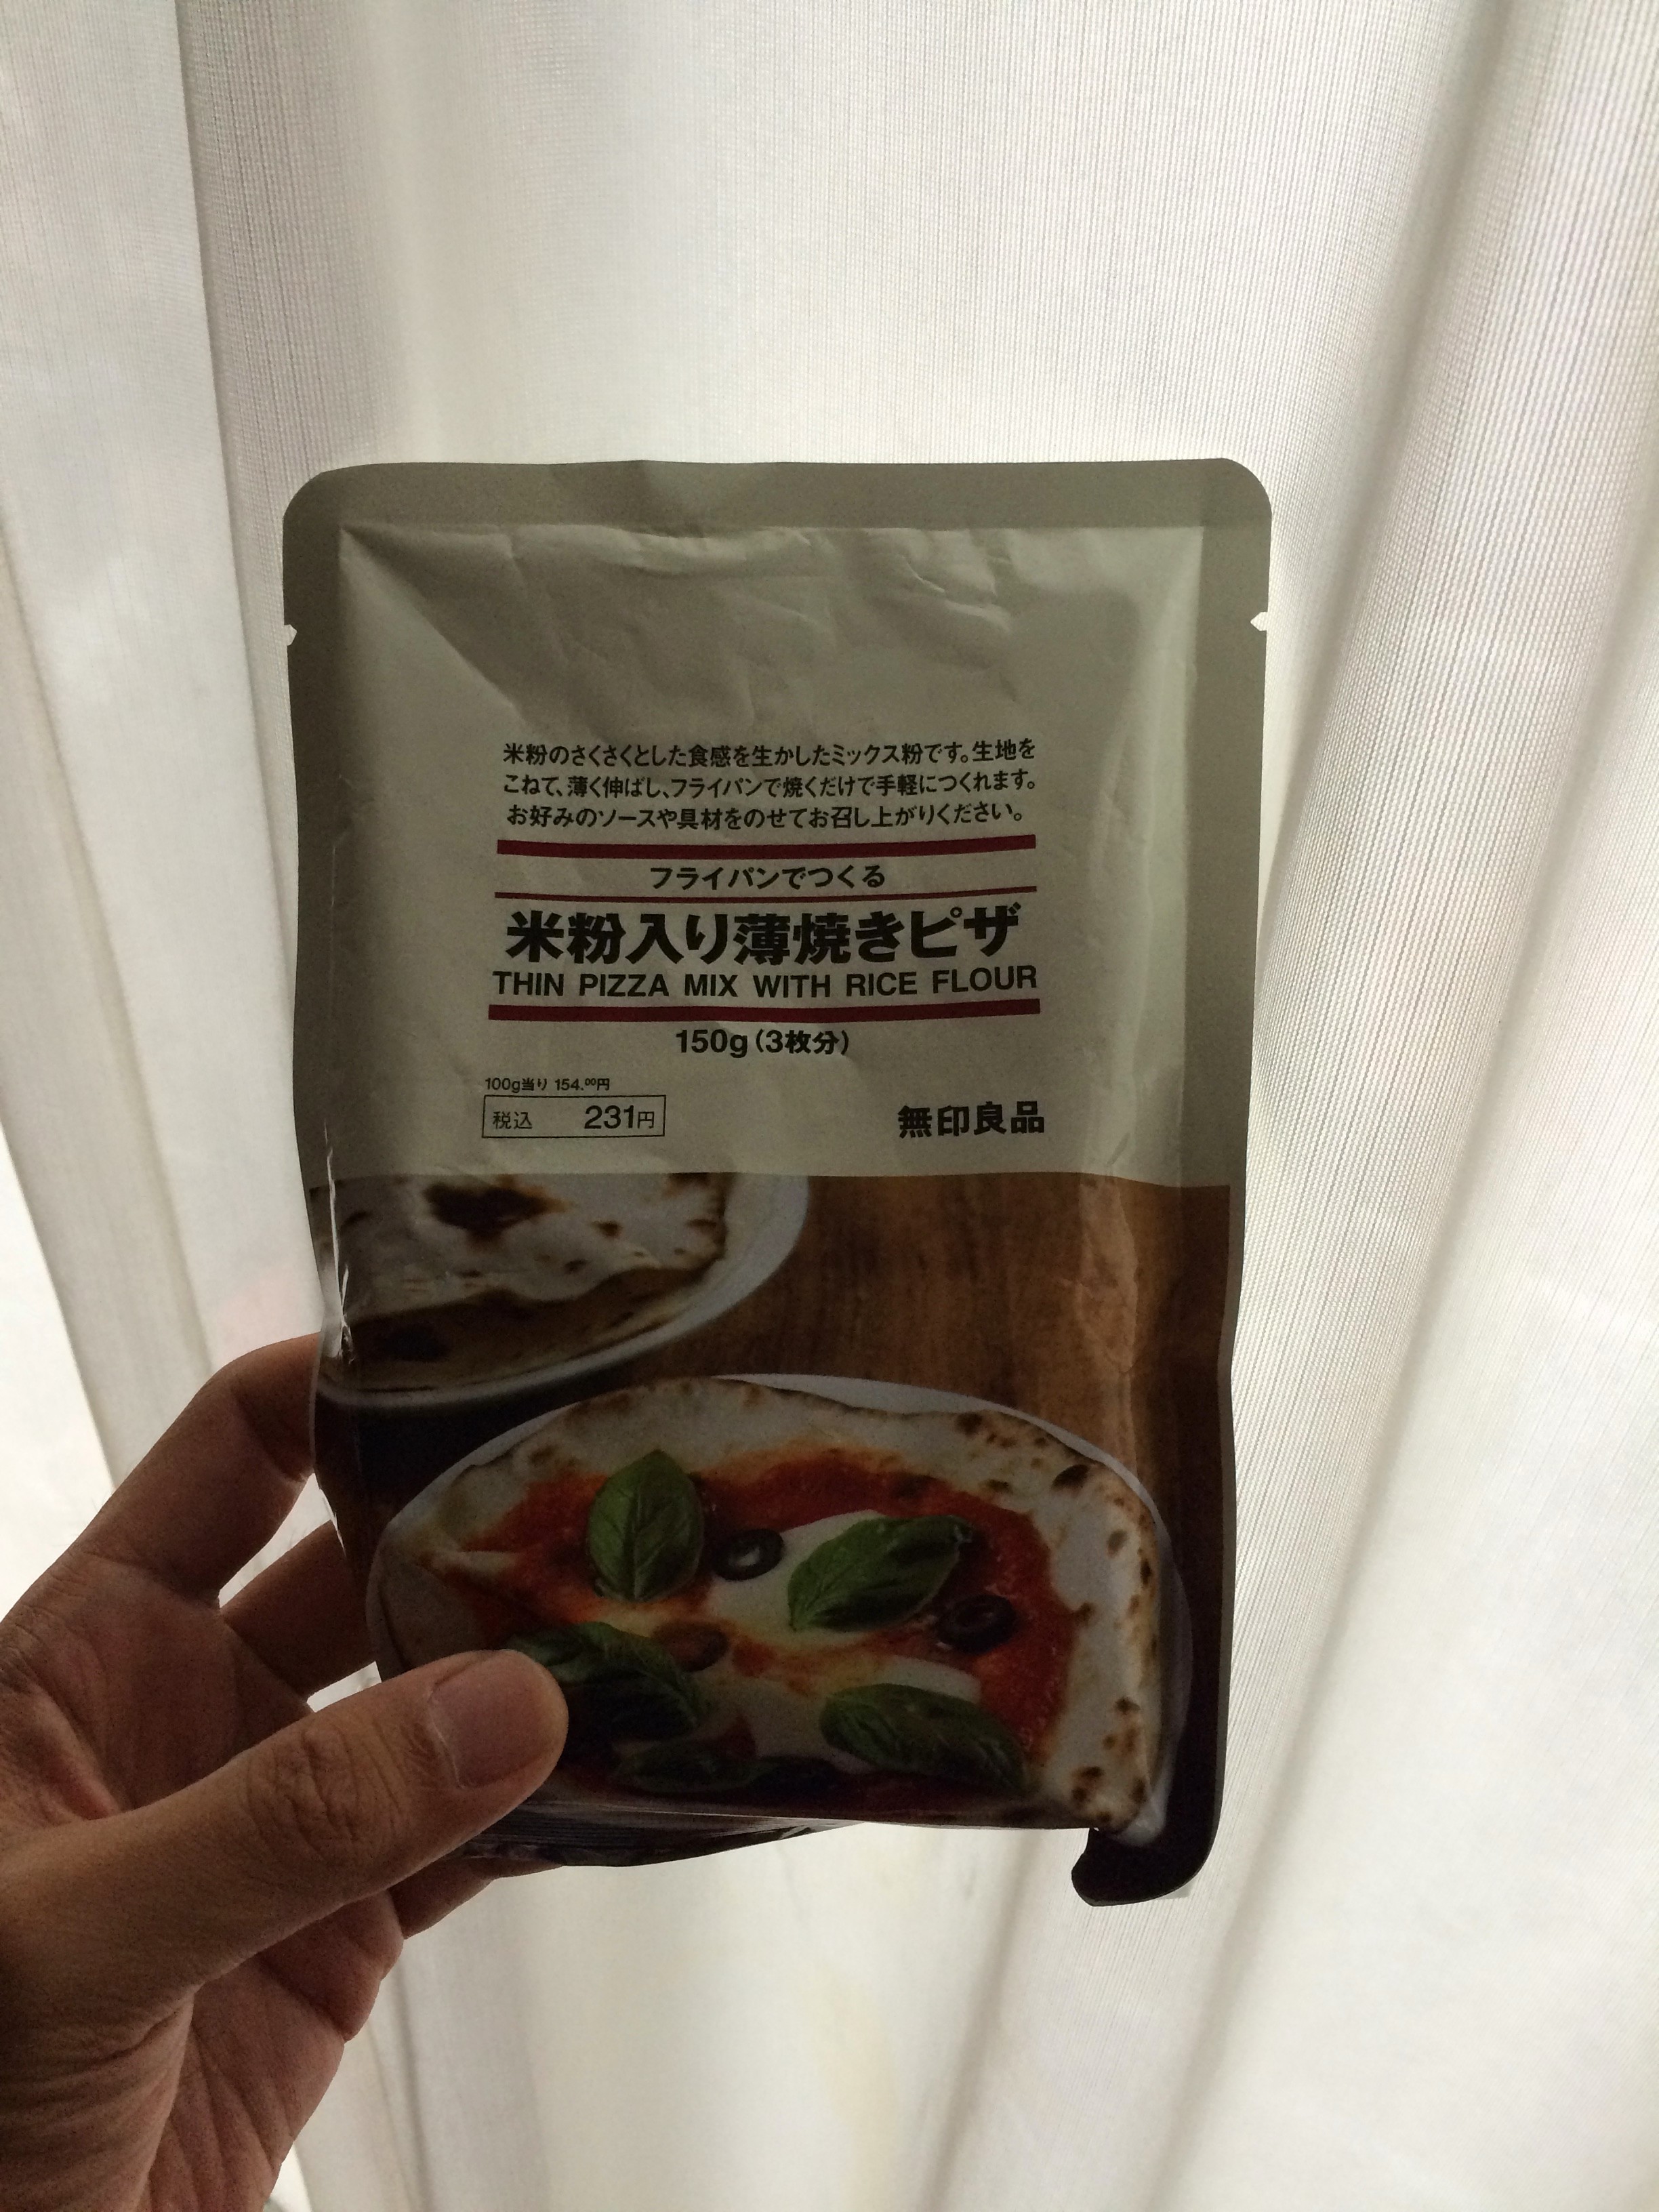 米粉のさくさくとした食感を生かしたミックス粉です。生地を
こねて、薄く伸ばし、フライパンで焼くだけで手軽につくれます。
お好みのソースや具材をのせてお召し上がりください。
フライパンでつくる
米粉入り薄焼きピザ
THIN PIZZA MIX WITH RICE FLOUR
150g(3枚分)
100g当り 154.00円
税込 231円
無印良品